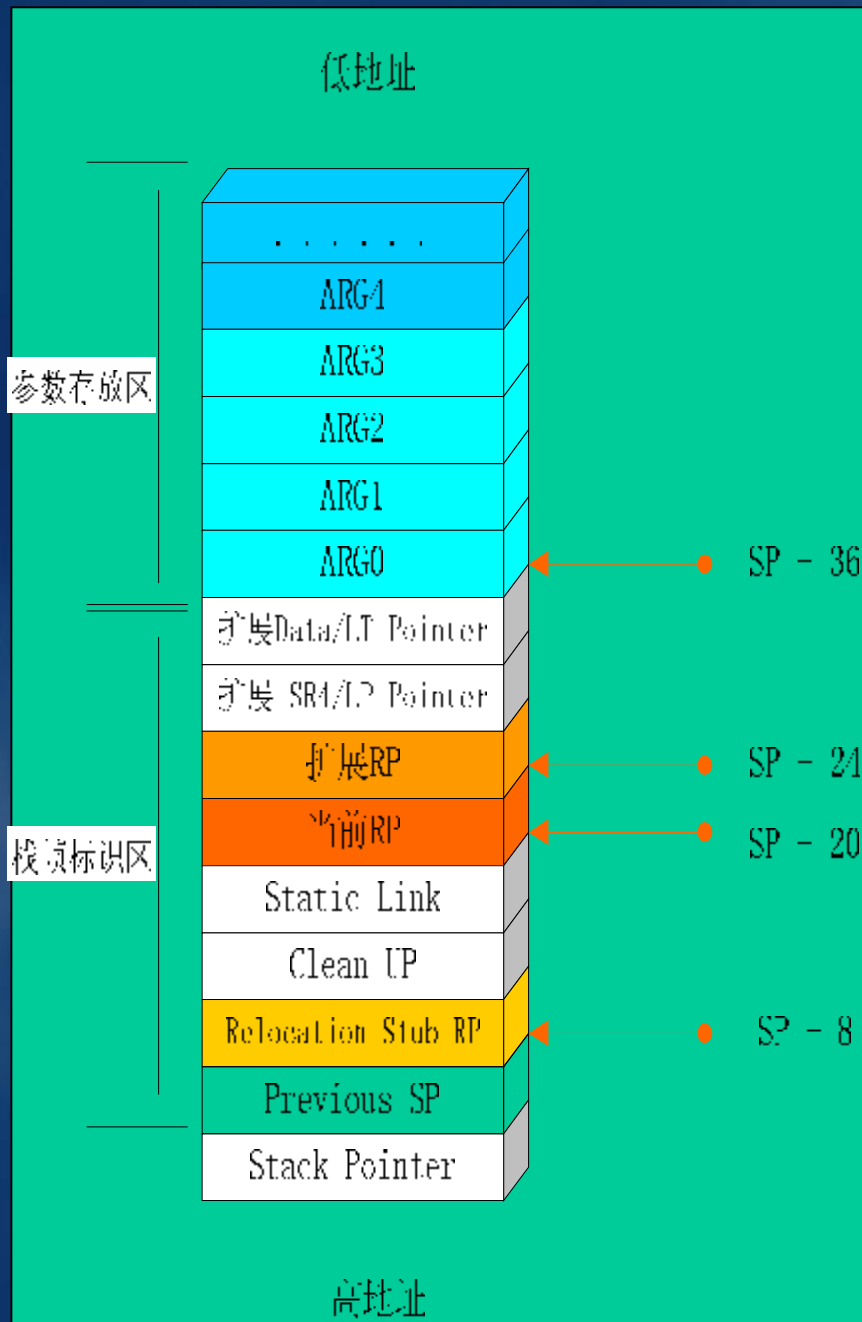 低地址
. . . . . .
ARG4
ARG3
参数存放区
ARG2
ARG1
ARG0
SP - 36
扩展Data/LT Pointer
扩展 SR4/LP Pointer
扩展RP
SP - 24
当前RP
SP - 20
栈顶标识区
Static Link
Clean UP
Relocation Stub RP
SP - 8
Previous SP
Stack Pointer
高地址